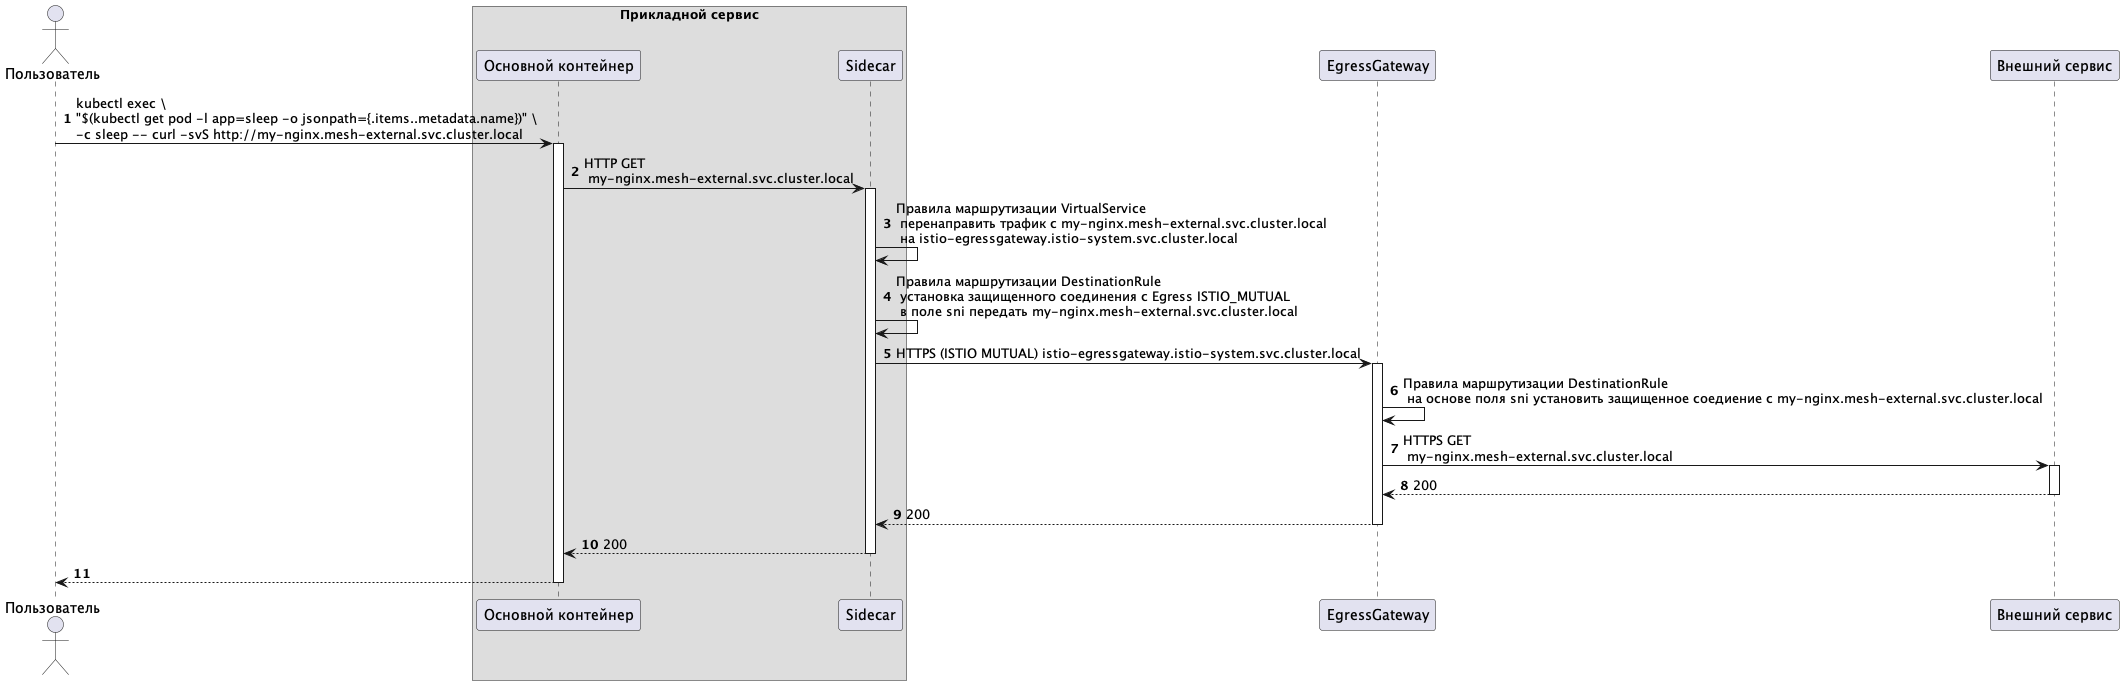 Прикладной сервис
Пользователь
Основной контейнер
Sidecar
EgressGateway
Внешний сервис
kubectl exec \
1 "$(kubectl get pod -l app=sleep -o jsonpath={.items..metadata.name})" \
-c sleep -- curl -svS http://my-nginx.mesh-external.svc.cluster.local
2 HTTP GET
my-nginx.mesh-external.svc.cluster.local
Правила маршрутизации VirtualService
3 перенаправить трафик с my-nginx.mesh-external.svc.cluster.local
на istio-egressgateway.istio-system.svc.cluster.local
Правила маршрутизации DestinationRule
4 установка защищенного соединения с Egress ISTIO_MUTUAL
в поле sni передать my-nginx.mesh-external.svc.cluster.local
5 HTTPS (ISTIO MUTUAL) istio-egressgateway.istio-system.svc.cluster.local
6 Правила маршрутизации DestinationRule
на основе поля sni установить защищенное соедиение с my-nginx.mesh-external.svc.cluster.local
7 HTTPS GET
my-nginx.mesh-external.svc.cluster.local
8 200
9 200
10 200
11
Пользователь
Основной контейнер
Sidecar
EgressGateway
Внешний сервис